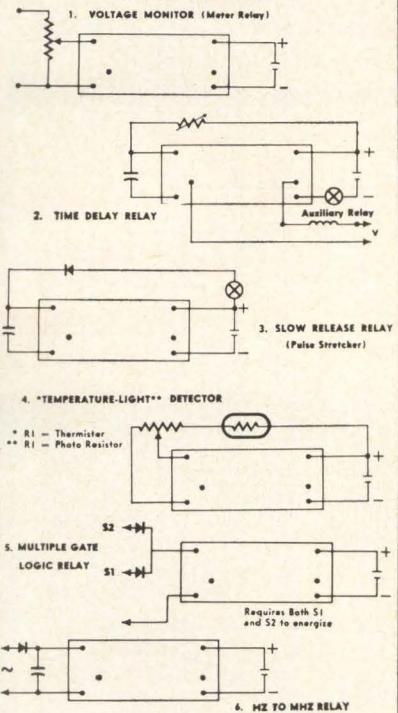 1. VOLTAGE MONITOR (Meter Relay)
+
−
+
−
Auxiliary Relay
V
2. TIME DELAY RELAY
+
−
3. SLOW RELEASE RELAY
(Pulse Stretcher)
4. *TEMPERATURE-LIGHT** DETECTOR
* R1 — Thermister
** R1 — Photo Resistor
+
−
S2
5. MULTIPLE GATE
LOGIC RELAY
S1
+
−
Requires Both S1
and S2 to energize
~
+
−
6. HZ TO MHZ RELAY